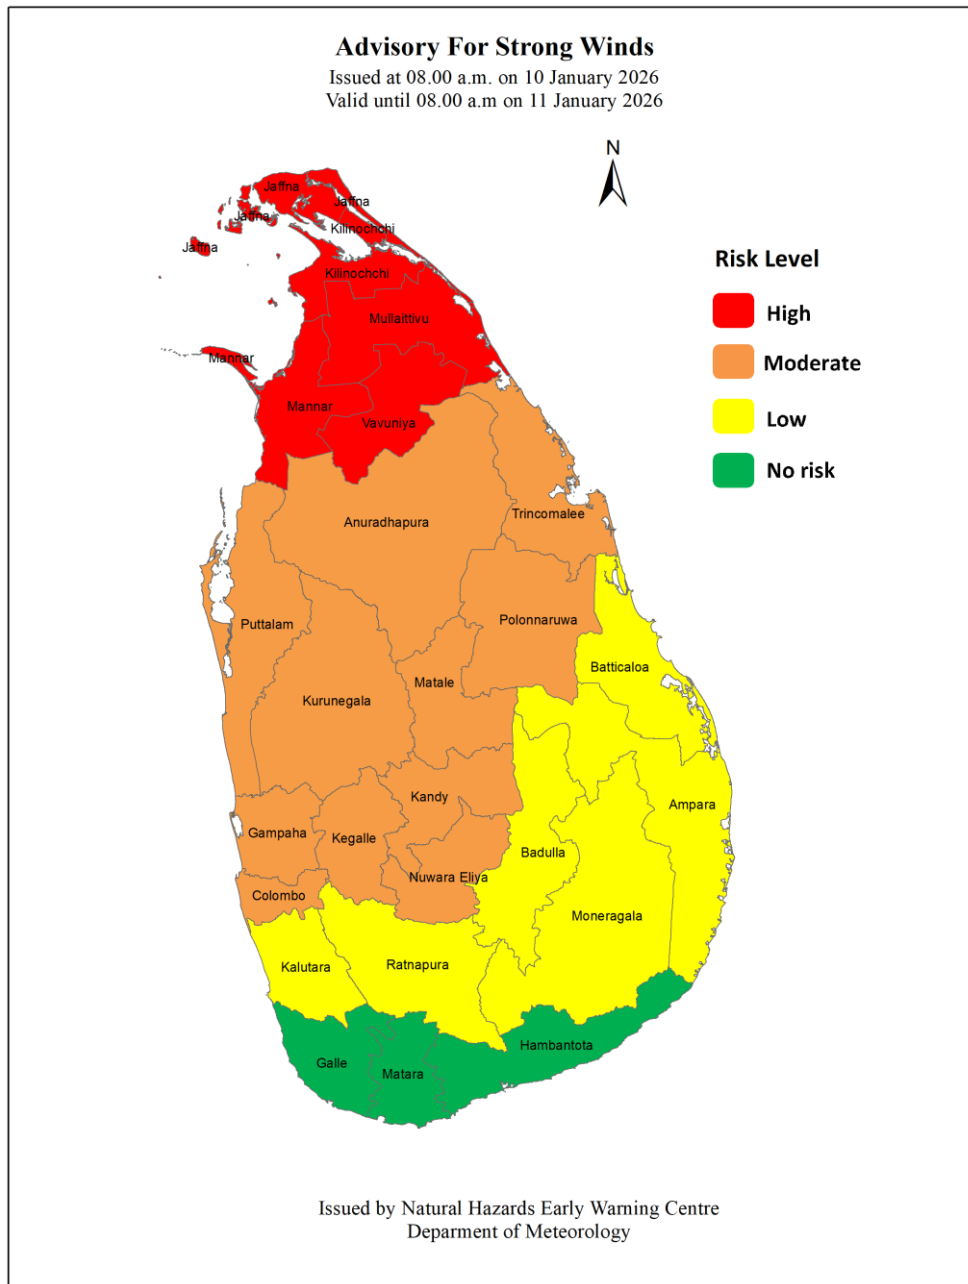 Advisory For Strong Winds
Issued at 08.00 a.m. on 10 January 2026
Valid until 08.00 a.m on 11 January 2026
N
Jaffna
Jaffna
Jaffna
Kilinochchi
Jaffna
Kilinochchi
Mullaittivu
Mannar
Mannar
Vavuniya
Anuradhapura
Trincomalee
Puttalam
Polonnaruwa
Batticaloa
Matale
Kurunegala
Kandy
Ampara
Gampaha
Kegalle
Badulla
Nuwara Eliya
Colombo
Moneragala
Kalutara
Ratnapura
Hambantota
Galle
Matara
Risk Level
High
Moderate
Low
No risk
Issued by Natural Hazards Early Warning Centre
Deparment of Meteorology